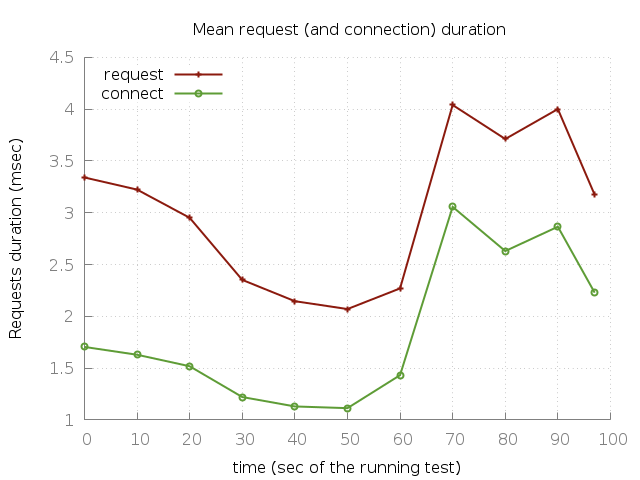 Mean request (and connection) duration
4.5
4
3.5
3
2.5
2
1.5
1
Requests duration (msec)
request
connect
0 10 20 30 40 50 60 70 80 90 100
time (sec of the running test)